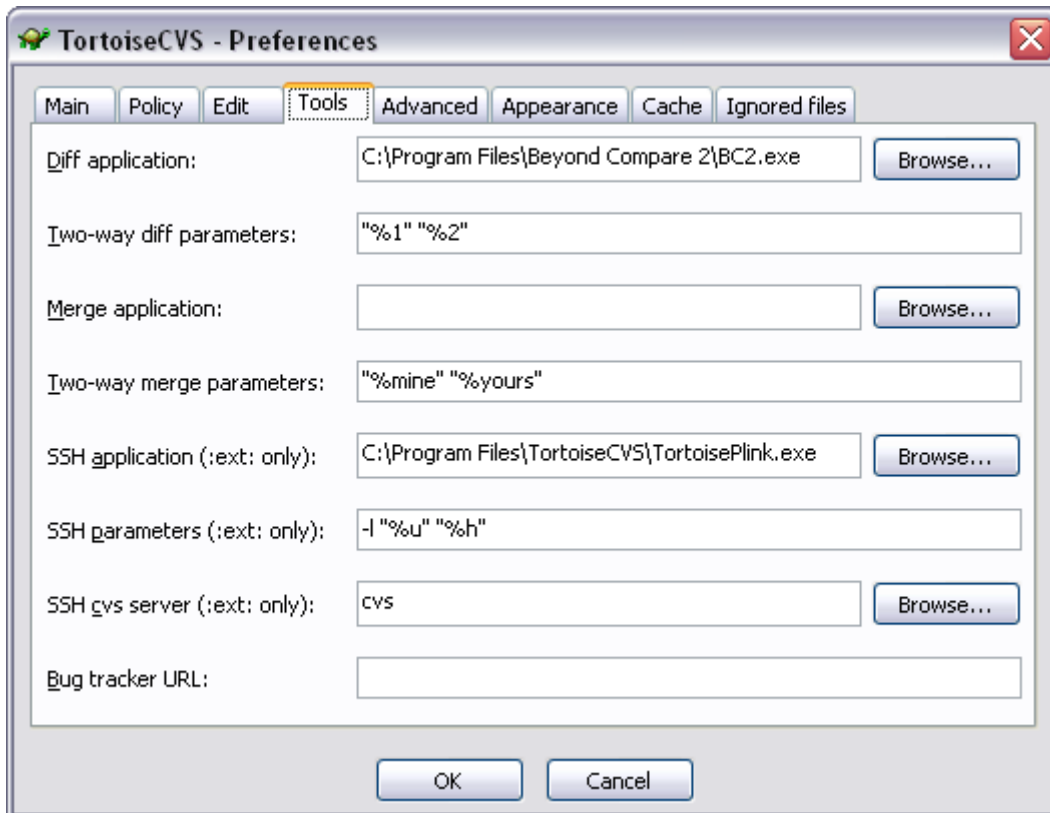 TortoiseCVS - Preferences
Main Policy Edit Tools Advanced Appearance Cache Ignored files
Diff application: C:\Program Files\Beyond Compare 2\BC2.exe Browse...
Two-way diff parameters: "%1" "%2"
Merge application: Browse...
Two-way merge parameters: "%mine" "%yours"
SSH application (:ext: only): C:\Program Files\TortoiseCVS\TortoisePlink.exe Browse...
SSH parameters (:ext: only): -l "%u" "%h"
SSH cvs server (:ext: only): cvs Browse...
Bug tracker URL:
OK Cancel